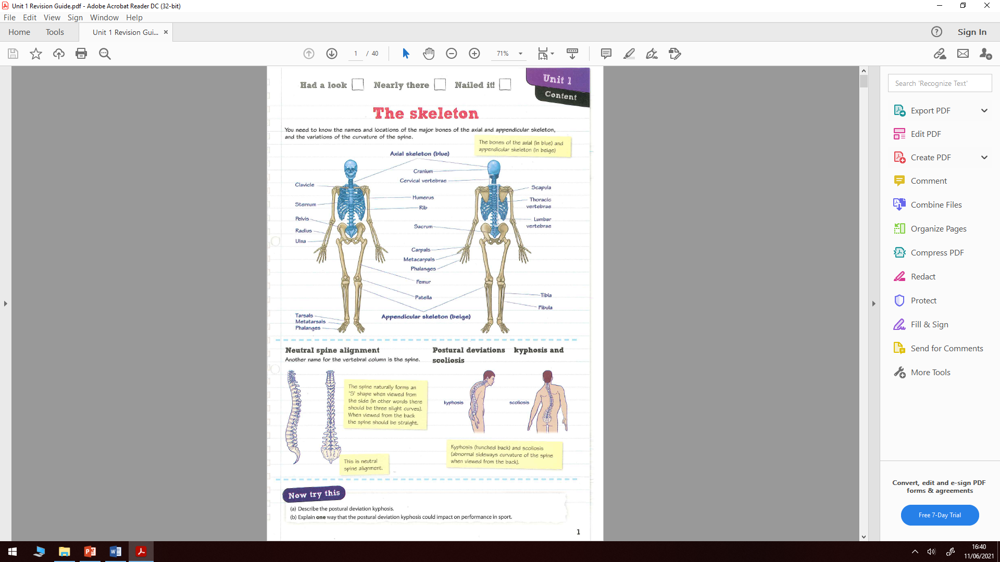 Unit 1 Revision Guide.pdf - Adobe Acrobat Reader DC (32-bit)
File Edit View Sign Window Help
Home Tools Unit 1 Revision Gui... × Sign In
1 / 40 71%
Had a look Nearly there Nailed it!
Unit 1
Content
The skeleton
You need to know the names and locations of the major bones of the axial and appendicular skeleton,
and the variations of the curvature of the spine.
The bones of the axial (in blue) and
appendicular skeleton (in beige)
Axial skeleton (blue)
Cranium
Cervical vertebrae
Clavicle
Scapula
Humerus
Thoracic
vertebrae
Sternum
Rib
Pelvis
Lumbar
vertebrae
Sacrum
Radius
Ulna
Carpals
Metacarpals
Phalanges
Femur
Patella
Tibia
Fibula
Appendicular skeleton (beige)
Tarsals
Metatarsals
Phalanges
Neutral spine alignment
Another name for the vertebral column is the spine.
The spine naturally forms an
'S' shape when viewed from
the side (in other words there
should be three slight curves).
When viewed from the back
the spine should be straight.
This is neutral
spine alignment.
Postural deviations kyphosis and
scoliosis
kyphosis
scoliosis
Kyphosis (hunched back) and scoliosis
(abnormal sideways curvature of the spine
when viewed from the back).
Now try this
(a) Describe the postural deviation kyphosis.
(b) Explain one way that the postural deviation kyphosis could impact on performance in sport.
1
Search 'Recognize Text'
Export PDF
Edit PDF
Create PDF
Comment
Combine Files
Organize Pages
Compress PDF
Redact
Protect
Fill & Sign
Send for Comments
More Tools
Convert, edit and e-sign PDF
forms & agreements
Free 7-Day Trial
16:40
11/06/2021